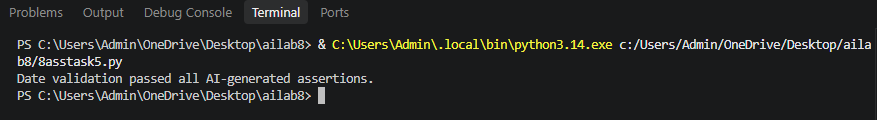 Problems Output Debug Console Terminal Ports
PS C:\Users\Admin\OneDrive\Desktop\ailab8> & C:\Users\Admin\.local\bin\python3.14.exe c:/Users/Admin/OneDrive/Desktop/aila
b8/8asstask5.py
Date validation passed all AI-generated assertions.
PS C:\Users\Admin\OneDrive\Desktop\ailab8>